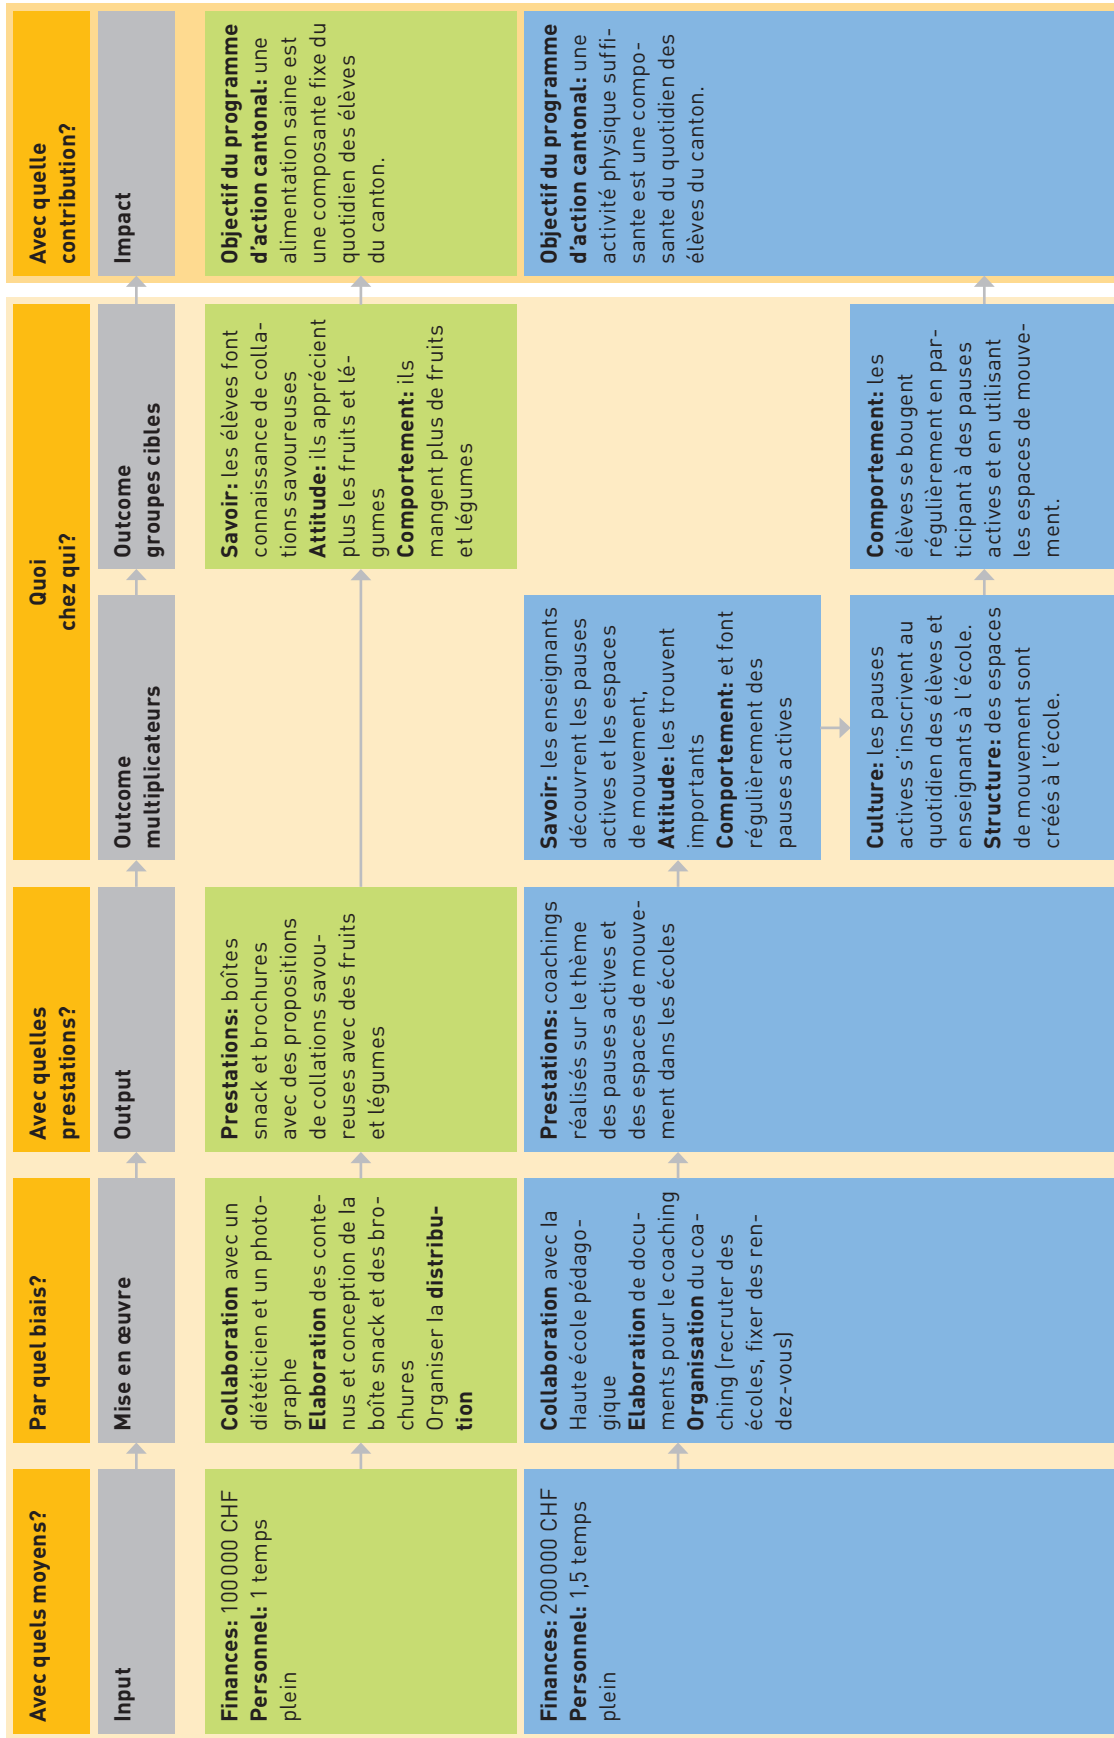 Avec quels moyens?
Par quel biais?
Avec quelles
prestations?
Quoi
chez qui?
Avec quelle
contribution?
Input
Mise en œuvre
Output
Outcome
multiplicateurs
Outcome
groupes cibles
Impact
Finances: 100 000 CHF
Personnel: 1 temps
plein
Collaboration avec un
diététicien et un photo-
graphe
Elaboration des conte-
nus et conception de la
boîte snack et des bro-
chures
Organiser la distribu-
tion
Prestations: boîtes
snack et brochures
avec des propositions
de collations savou-
reuses avec des fruits
et légumes
Savoir: les élèves font
connaissance de colla-
tions savoureuses
Attitude: ils apprécient
plus les fruits et lé-
gumes
Comportement: ils
mangent plus de fruits
et légumes
Objectif du programme
d’action cantonal: une
alimentation saine est
une composante fixe du
quotidien des élèves
du canton.
Finances: 200 000 CHF
Personnel: 1,5 temps
plein
Collaboration avec la
Haute école pédago-
gique
Elaboration de docu-
ments pour le coaching
Organisation du coa-
ching (recruter des
écoles, fixer des ren-
dez-vous)
Prestations: coachings
réalisés sur le thème
des pauses actives et
des espaces de mouve-
ment dans les écoles
Savoir: les enseignants
découvrent les pauses
actives et les espaces
de mouvement,
Attitude: les trouvent
importants
Comportement: et font
régulièrement des
pauses actives
Culture: les pauses
actives s’inscrivent au
quotidien des élèves et
enseignants à l’école.
Structure: des espaces
de mouvement sont
créés à l’école.
Comportement: les
élèves se bougent
régulièrement en par-
ticipant à des pauses
actives et en utilisant
les espaces de mouve-
ment.
Objectif du programme
d’action cantonal: une
activité physique suffi-
sante est une compo-
sante du quotidien des
élèves du canton.